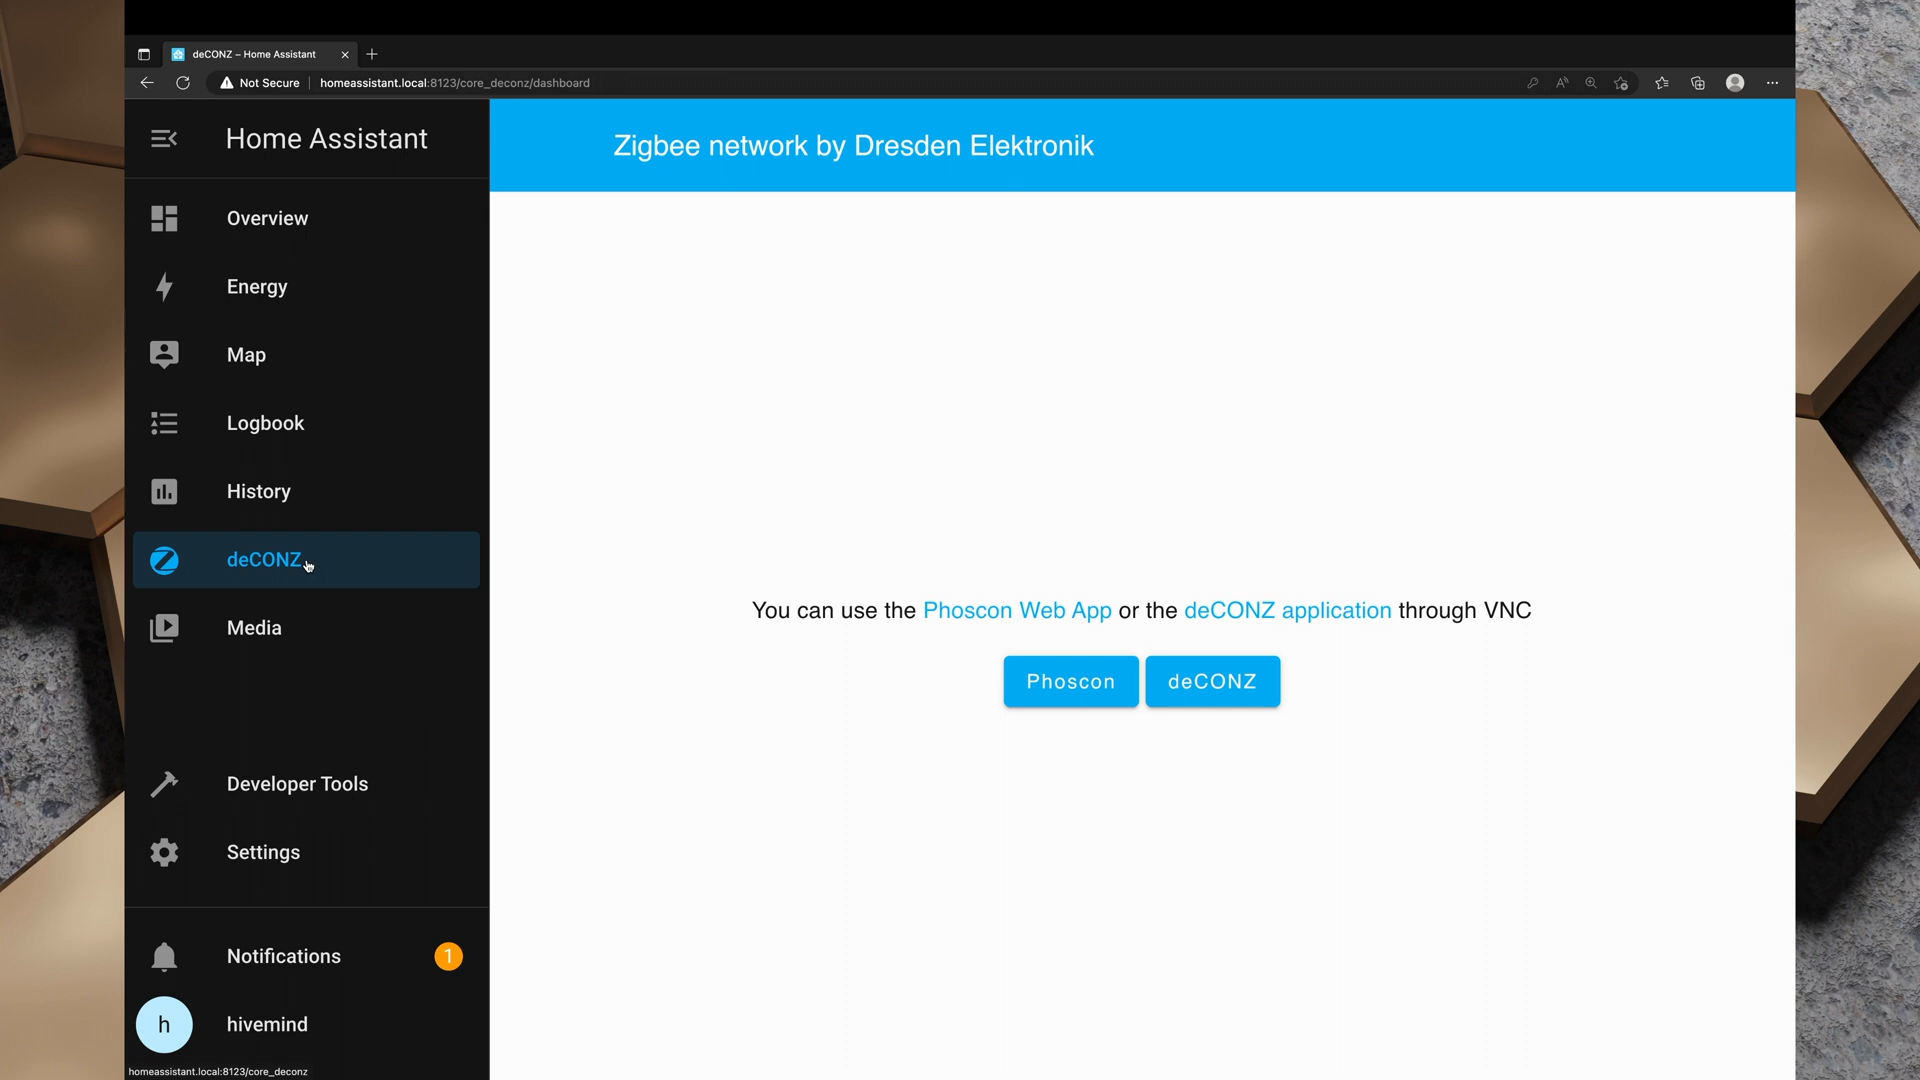 deCONZ – Home Assistant
Not Secure
homeassistant.local:8123/core_deconz/dashboard
Home Assistant
Zigbee network by Dresden Elektronik
Overview
Energy
Map
Logbook
History
deCONZ
Media
You can use the Phoscon Web App or the deCONZ application through VNC
Phoscon
deCONZ
Developer Tools
Settings
Notifications
1
h
hivemind
homeassistant.local:8123/core_deconz